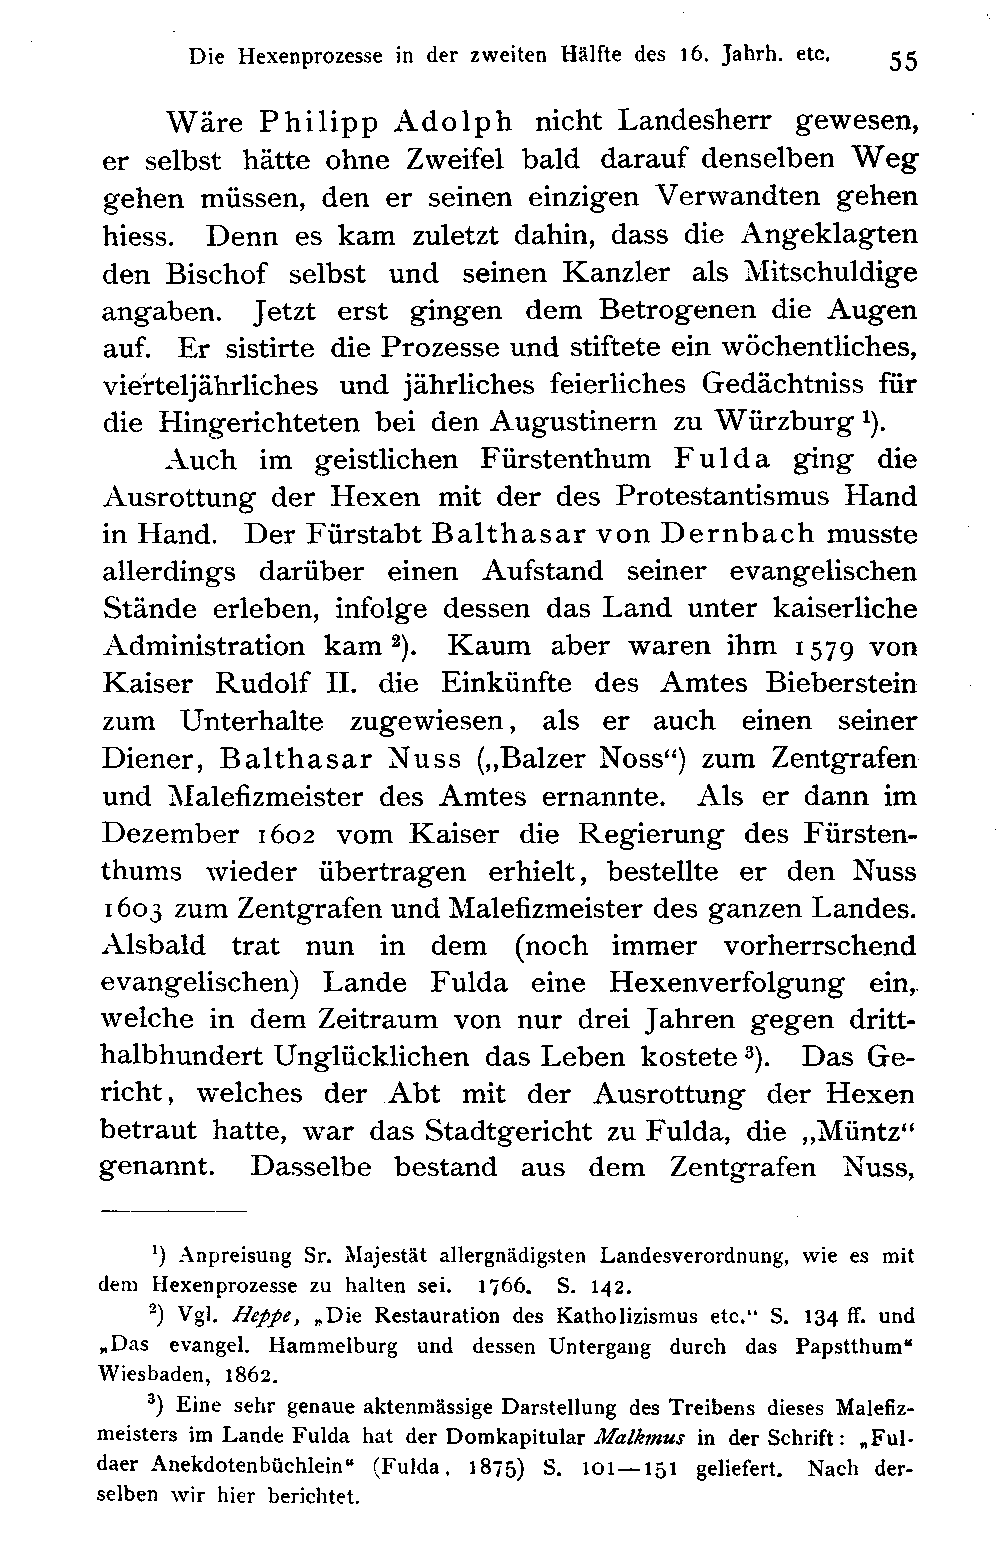 Die Hexenprozesse in der zweiten Hälfte des 16. Jahrh. etc. 55
Wäre Philipp Adolph nicht Landesherr gewesen,
er selbst hätte ohne Zweifel bald darauf denselben Weg
gehen müssen, den er seinen einzigen Verwandten gehen
hiess. Denn es kam zuletzt dahin, dass die Angeklagten
den Bischof selbst und seinen Kanzler als Mitschuldige
angaben. Jetzt erst gingen dem Betrogenen die Augen
auf. Er sistirte die Prozesse und stiftete ein wöchentliches,
vierteljährliches und jährliches feierliches Gedächtniss für
die Hingerichteten bei den Augustinern zu Würzburg ¹).
Auch im geistlichen Fürstenthum Fulda ging die
Ausrottung der Hexen mit der des Protestantismus Hand
in Hand. Der Fürstabt Balthasar von Dernbach musste
allerdings darüber einen Aufstand seiner evangelischen
Stände erleben, infolge dessen das Land unter kaiserliche
Administration kam ²). Kaum aber waren ihm 1579 von
Kaiser Rudolf II. die Einkünfte des Amtes Bieberstein
zum Unterhalte zugewiesen, als er auch einen seiner
Diener, Balthasar Nuss („Balzer Noss“) zum Zentgrafen
und Malefizmeister des Amtes ernannte. Als er dann im
Dezember 1602 vom Kaiser die Regierung des Fürsten-
thums wieder übertragen erhielt, bestellte er den Nuss
1603 zum Zentgrafen und Malefizmeister des ganzen Landes.
Alsbald trat nun in dem (noch immer vorherrschend
evangelischen) Lande Fulda eine Hexenverfolgung ein,
welche in dem Zeitraum von nur drei Jahren gegen dritt-
halbhundert Unglücklichen das Leben kostete ³). Das Ge-
richt, welches der Abt mit der Ausrottung der Hexen
betraut hatte, war das Stadtgericht zu Fulda, die „Müntz“
genannt. Dasselbe bestand aus dem Zentgrafen Nuss,
¹) Anpreisung Sr. Majestät allergnädigsten Landesverordnung, wie es mit
dem Hexenprozesse zu halten sei. 1766. S. 142.
²) Vgl. Heppe, „Die Restauration des Katholizismus etc.“ S. 134 ff. und
„Das evangel. Hammelburg und dessen Untergang durch das Papstthum“
Wiesbaden, 1862.
³) Eine sehr genaue aktenmässige Darstellung des Treibens dieses Malefiz-
meisters im Lande Fulda hat der Domkapitular Malkmus in der Schrift: „Ful-
daer Anekdotenbüchlein“ (Fulda, 1875) S. 101—151 geliefert. Nach der-
selben wir hier berichtet.